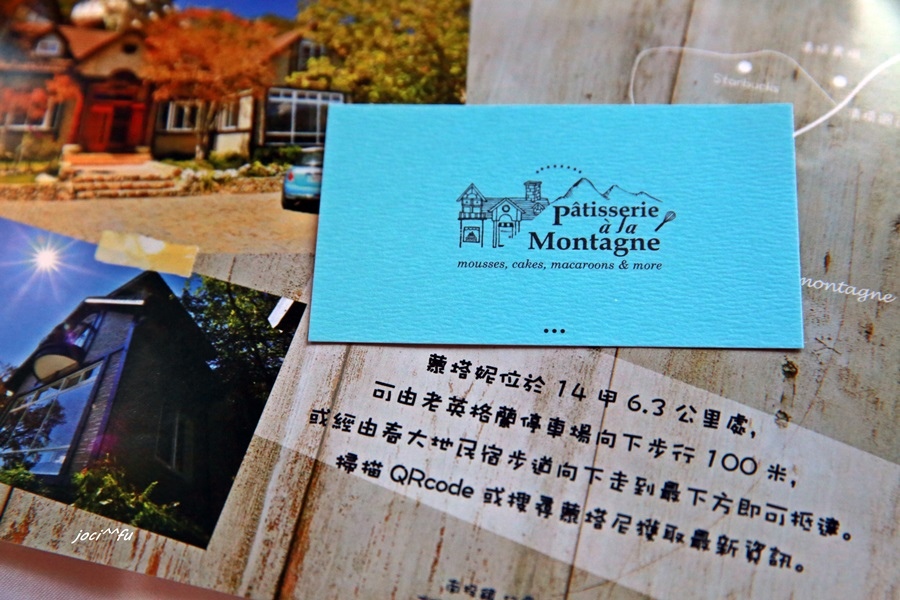 Starbucks
pâtisserie
à la
Montagne
mousses, cakes, macaroons & more
montagne
蒙塔妮位於 14 甲 6.3 公里處,
可由老英格蘭停車場向下步行 100 米,
或經由春大地民宿步道向下走到最下方即可抵達。
掃描 QRcode 或搜尋蒙塔尼獲取最新資訊。
joci^^fu